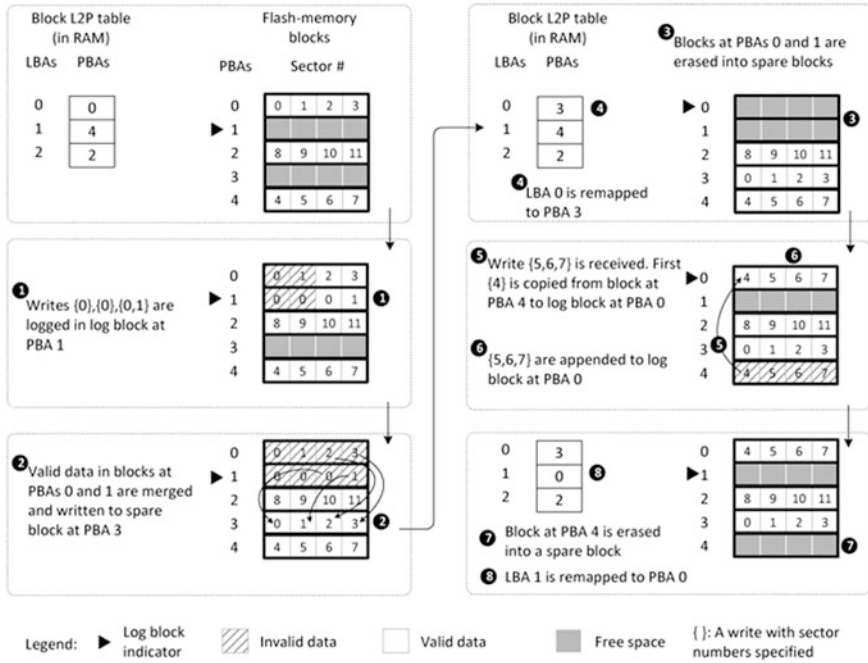 Block L2P table
(in RAM)
LBAs PBAs
0 0
1 4
2 2
Flash-memory
blocks
PBAs Sector #
0 0 1 2 3
1
2 8 9 10 11
3
4 4 5 6 7
1 Writes {0},{0},{0,1} are
logged in log block at
PBA 1
0 0 1 2 3
1 0 0 0 1 1
2 8 9 10 11
3
4 4 5 6 7
2 Valid data in blocks at
PBAs 0 and 1 are merged
and written to spare
block at PBA 3
0 0 1 2 3
1 0 0 0 1
2 8 9 10 11
3 0 1 2 3 2
4 4 5 6 7
Block L2P table
(in RAM)
LBAs PBAs
0 3 4
1 4
2 2
4 LBA 0 is remapped
to PBA 3
3 Blocks at PBAs 0 and 1 are
erased into spare blocks
0 3
1
2 8 9 10 11
3 0 1 2 3
4 4 5 6 7
5 Write {5,6,7} is received. First
{4} is copied from block at
PBA 4 to log block at PBA 0
6 {5,6,7} are appended to log
block at PBA 0
6
0 4 5 6 7
1
2 8 9 10 11
3 5 0 1 2 3
4 4 5 6 7
0 3
1 0 8
2 2
7 Block at PBA 4 is erased
into a spare block
8 LBA 1 is remapped to PBA 0
0 4 5 6 7
1
2 8 9 10 11
3 0 1 2 3
4 7
Legend: Log block
indicator
Invalid data
Valid data
Free space
{ }: A write with sector
numbers specified